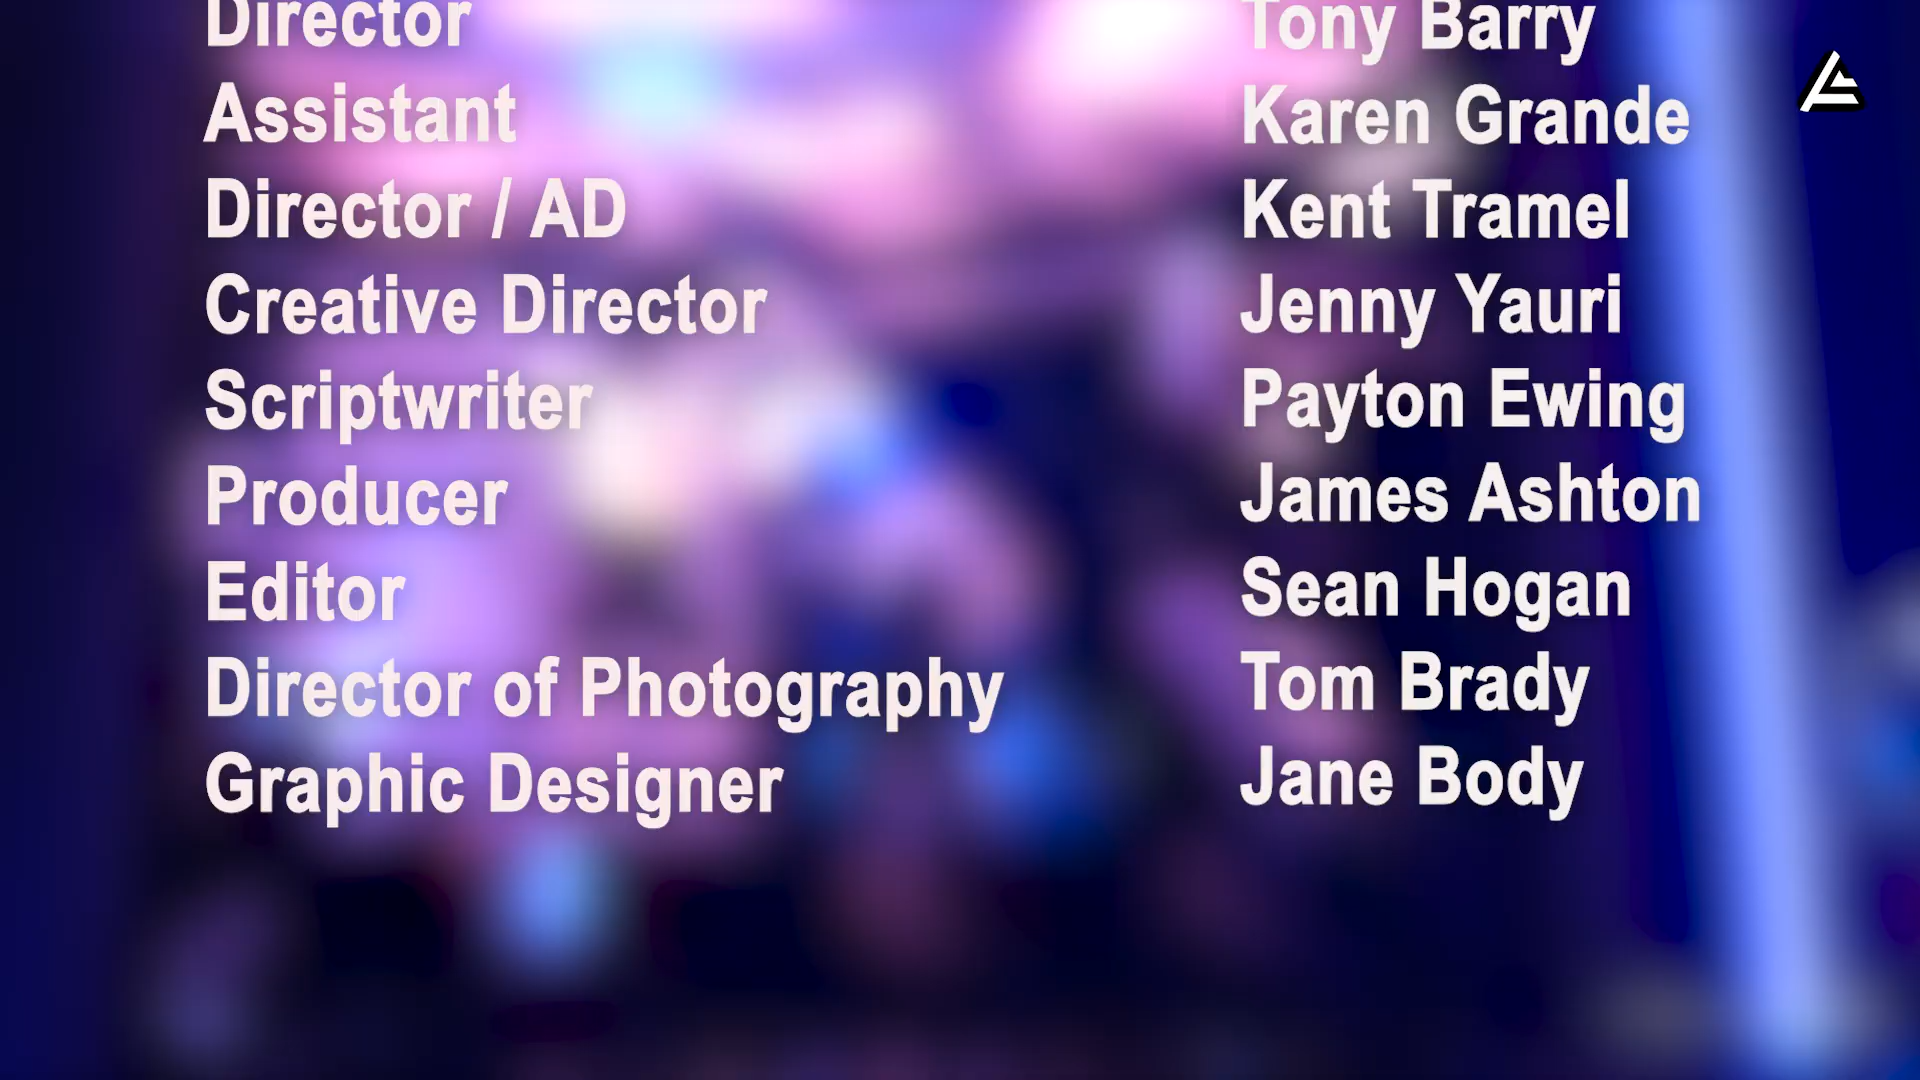 Director Tony Barry
Assistant Karen Grande
Director / AD Kent Tramel
Creative Director Jenny Yauri
Scriptwriter Payton Ewing
Producer James Ashton
Editor Sean Hogan
Director of Photography Tom Brady
Graphic Designer Jane Body